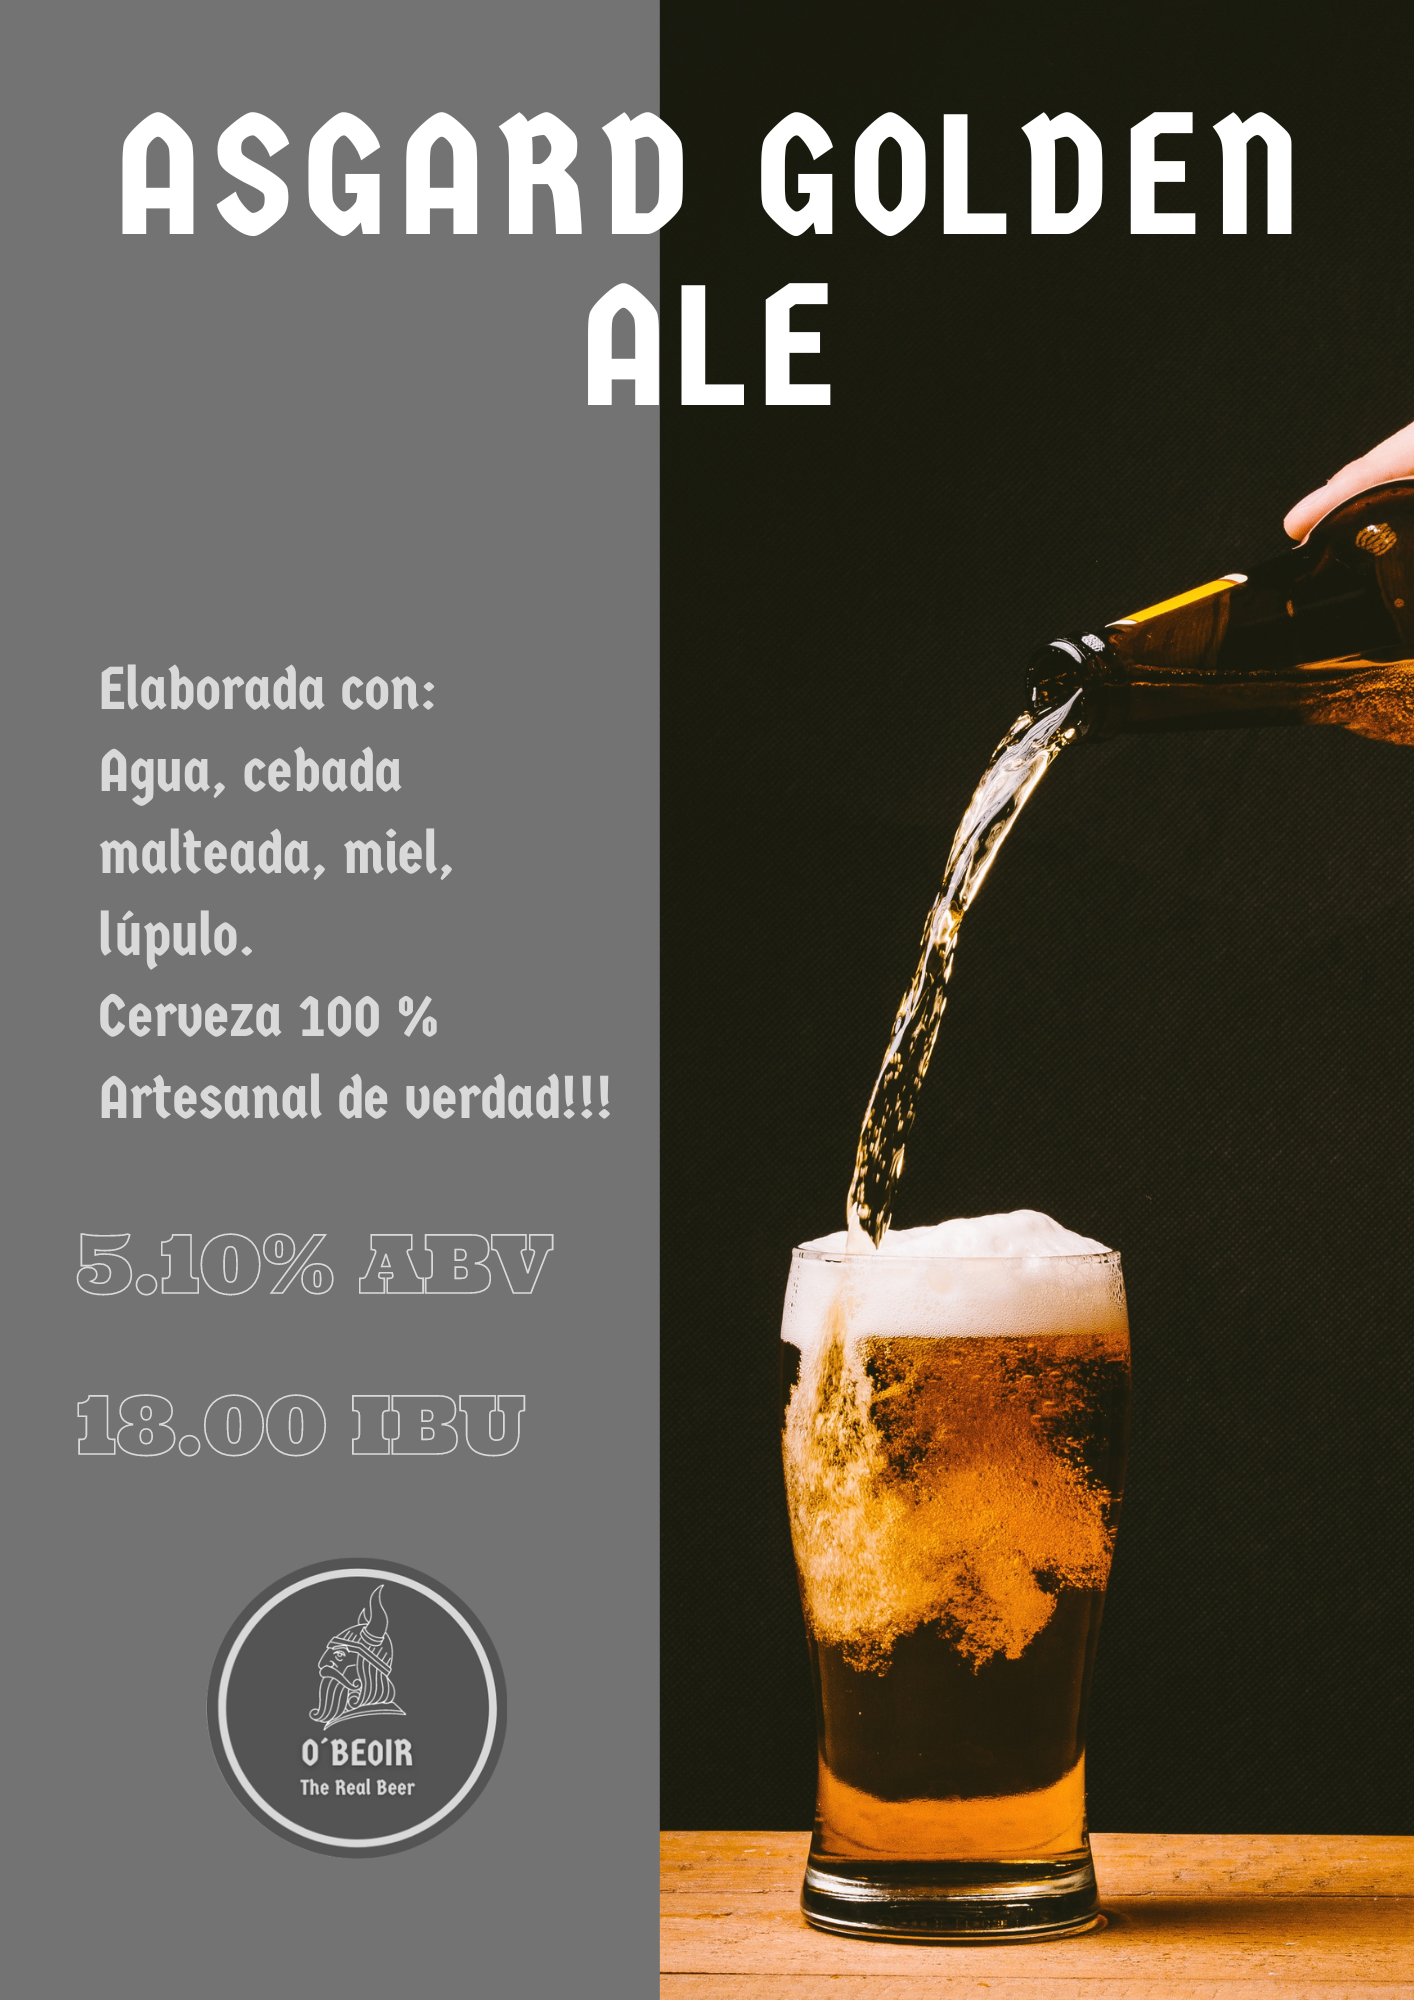 ASGARD GOLDEN
ALE
Elaborada con:
Agua, cebada
malteada, miel,
lúpulo.
Cerveza 100 %
Artesanal de verdad!!!
5.10% ABV
18.00 IBU
O´BEOIR
The Real Beer